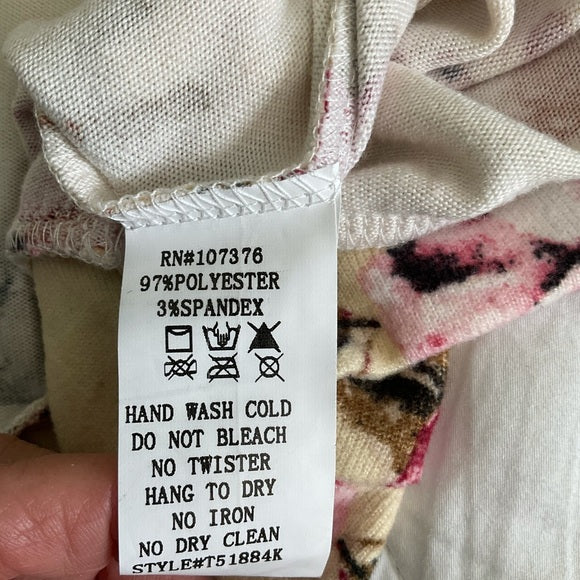 RN#107376
97%POLYESTER
3%SPANDEX
HAND WASH COLD
DO NOT BLEACH
NO TWISTER
HANG TO DRY
NO IRON
NO DRY CLEAN
STYLE#T51884K